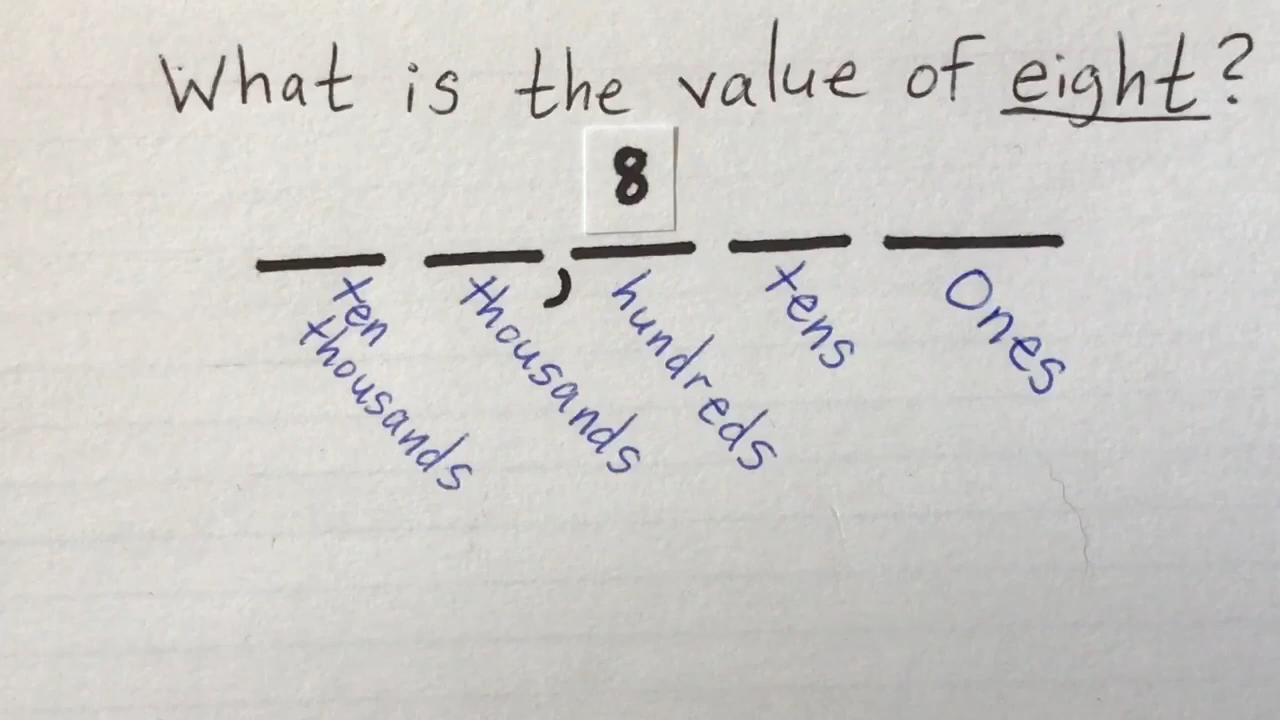 What is the value of eight?
8
,
ten thousands
thousands
hundreds
tens
Ones